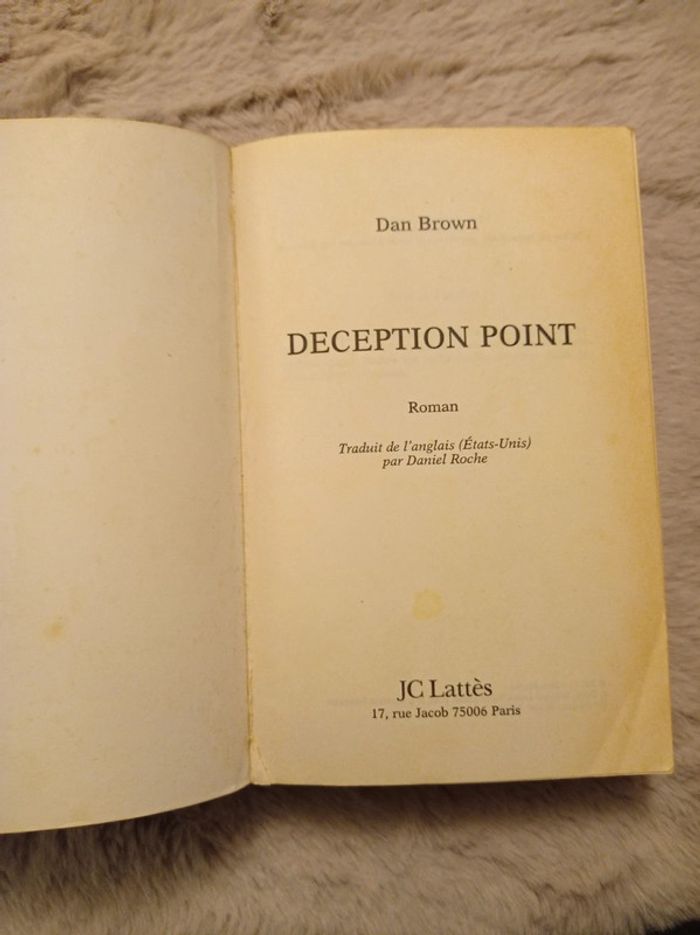 Dan Brown
DECEPTION POINT
Roman
Traduit de l'anglais (États-Unis)
par Daniel Roche
JC Lattès
17, rue Jacob 75006 Paris